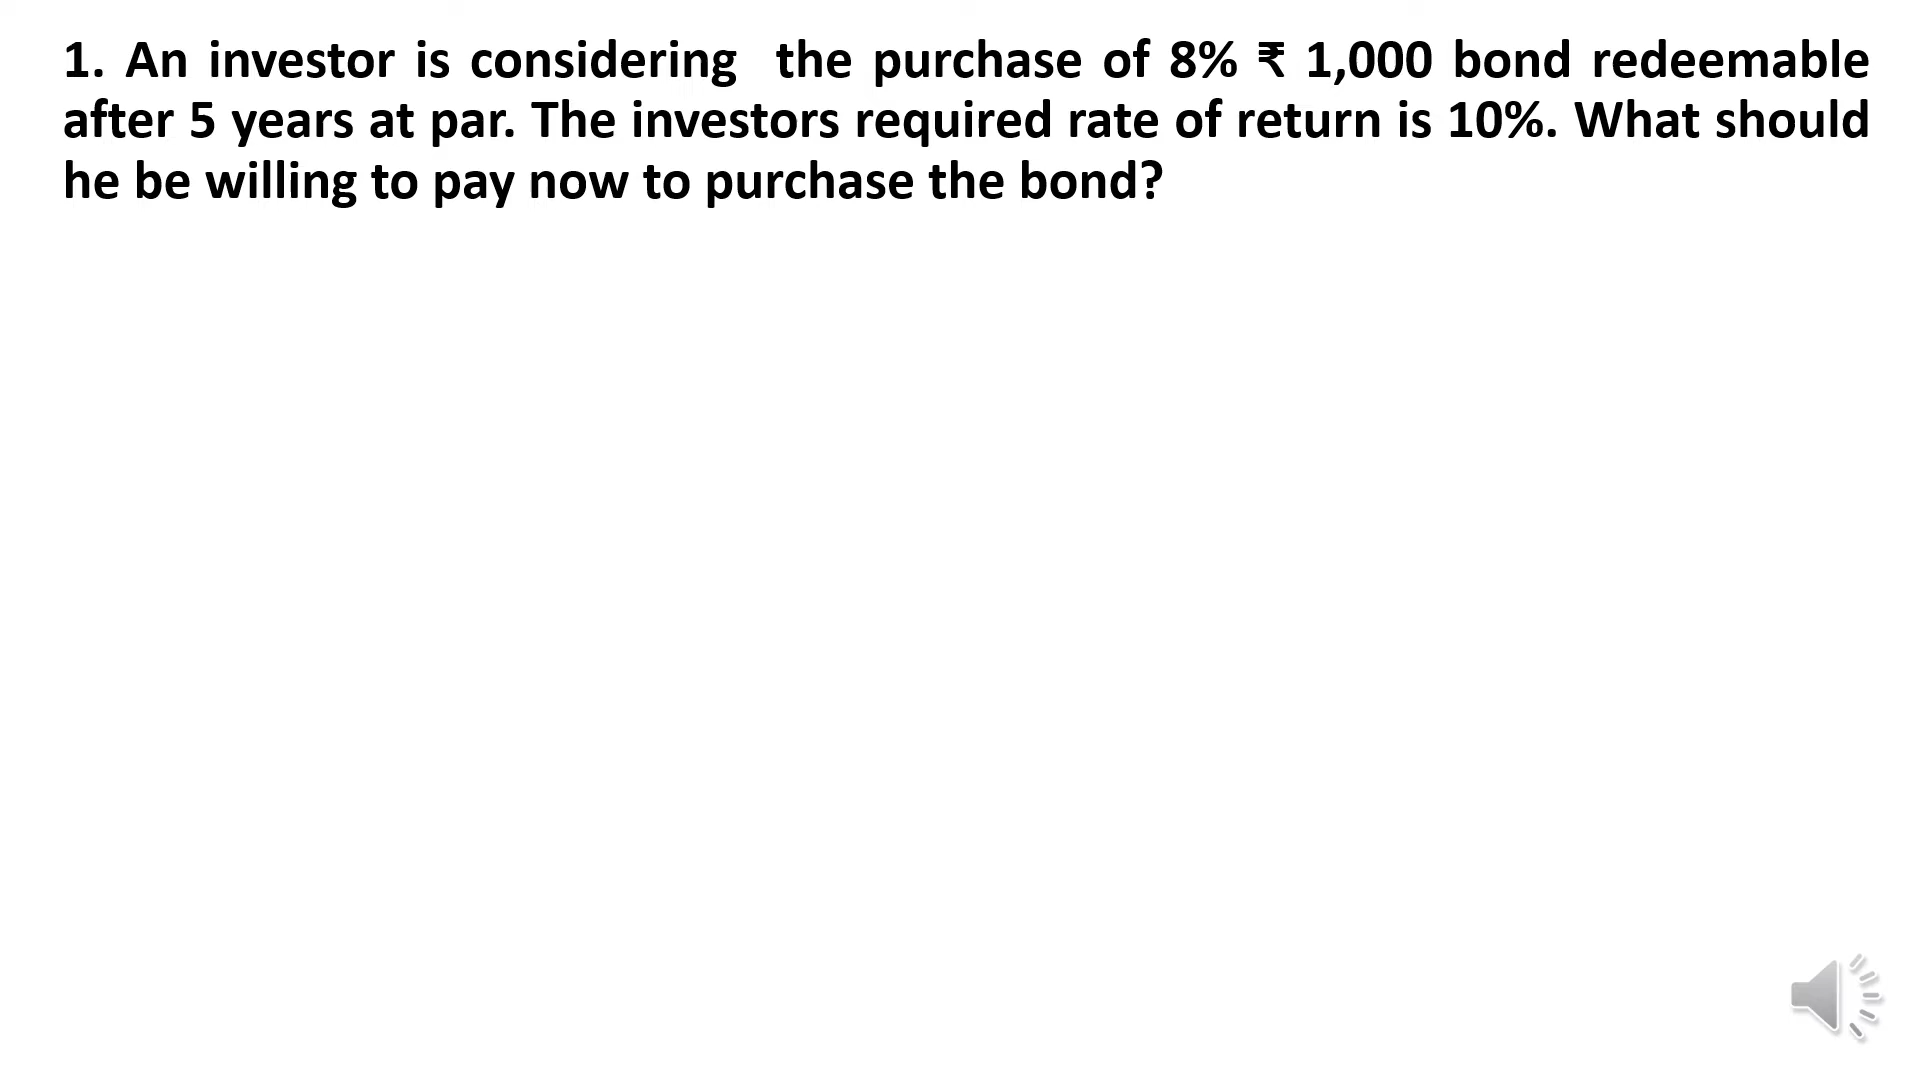 1. An investor is considering  the purchase of 8% ₹ 1,000 bond redeemable
after 5 years at par. The investors required rate of return is 10%. What should
he be willing to pay now to purchase the bond?